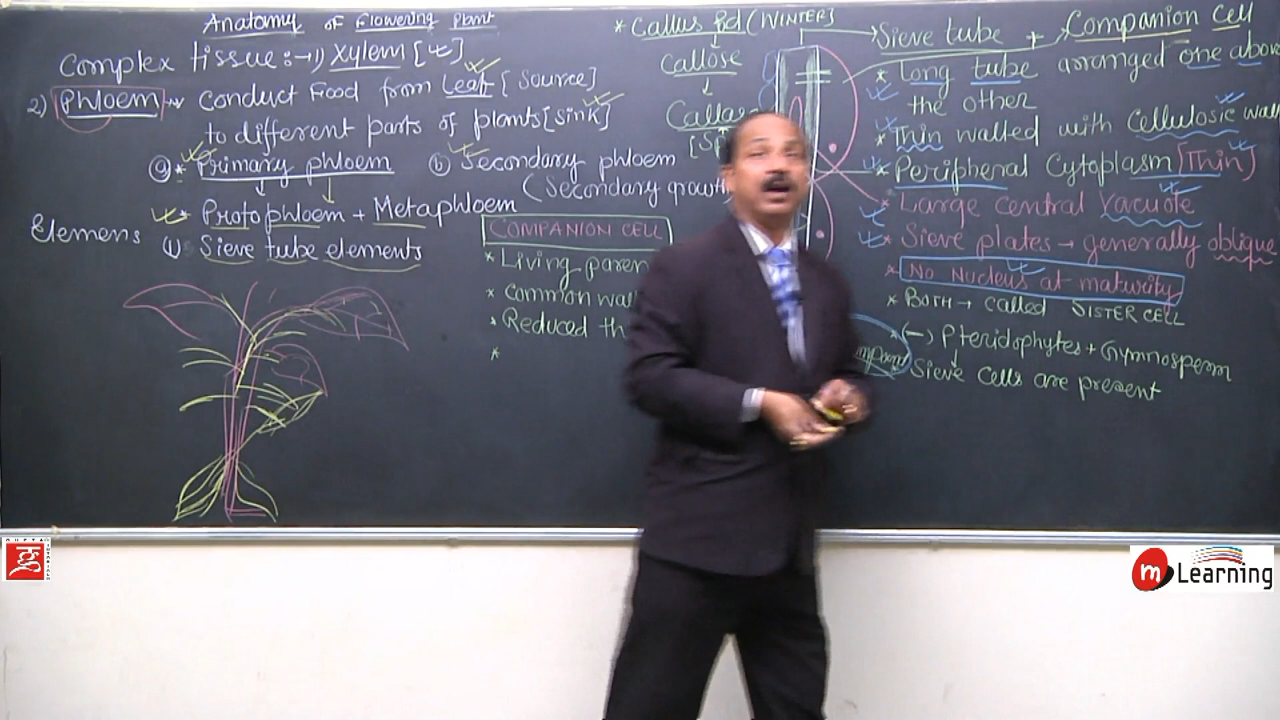 Anatomy of Flowering Plant
Complex tissue :→ 1) Xylem [
2) Phloem → Conduct Food from Leaf [Source]
to different parts of plants [sink]
(a) * Primary phloem (b) Secondary phloem
(Secondary growth
* Protophloem + Metaphloem
Elemens (1) Sieve tube elements
COMPANION CELL
* Living paren
* Common wal
* Reduced th
*
* Callus Pd (WINTER)
Callose
↓
Callase
[Sp
Sieve tube + Companion Cell
* Long tube arranged one above
the other
* Thin walled with Cellulosic wall
* Peripheral Cytoplasm [Thin]
* Large central Vacuole
* Sieve plates → generally oblique
* No Nucleus at maturity
* BOTH → called SISTER CELL
* (-) Pteridophytes + Gymnosperm
↓
Sieve Cells are present
m Learning